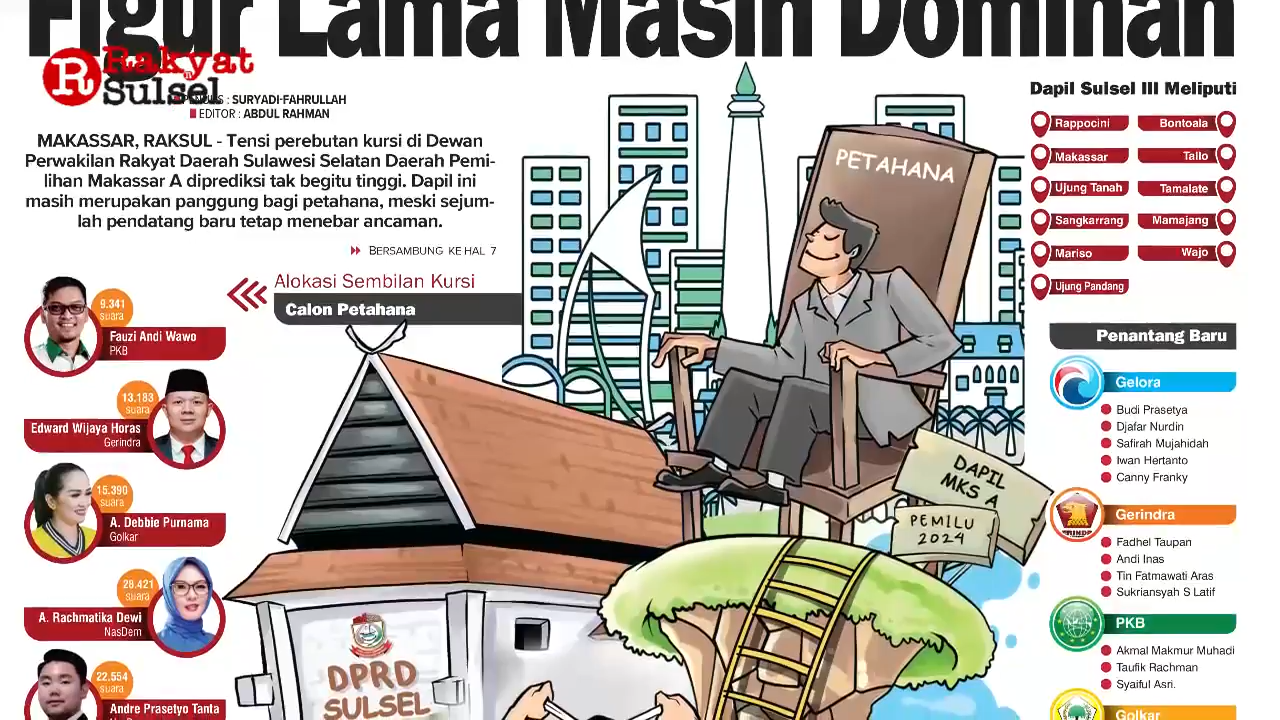 Figur Lama Masih Dominan
Rakyat
Sulsel
PENULIS : SURYADI-FAHRULLAH
EDITOR : ABDUL RAHMAN
MAKASSAR, RAKSUL - Tensi perebutan kursi di Dewan
Perwakilan Rakyat Daerah Sulawesi Selatan Daerah Pemi-
lihan Makassar A diprediksi tak begitu tinggi. Dapil ini
masih merupakan panggung bagi petahana, meski sejum-
lah pendatang baru tetap menebar ancaman.
BERSAMBUNG KE HAL 7
Alokasi Sembilan Kursi
Calon Petahana
9.341
suara
Fauzi Andi Wawo
PKB
13.183
suara
Edward Wijaya Horas
Gerindra
15.390
suara
A. Debbie Purnama
Golkar
26.421
suara
A. Rachmatika Dewi
NasDem
22.554
suara
Andre Prasetyo Tanta
PETAHANA
DAPIL
MKS A
PEMILU
2024
DPRD
SULSEL
Dapil Sulsel III Meliputi
Rappocini
Bontoala
Makassar
Tallo
Ujung Tanah
Tamalate
Sangkarrang
Mamajang
Mariso
Wajo
Ujung Pandang
Penantang Baru
Gelora
Budi Prasetya
Djafar Nurdin
Safirah Mujahidah
Iwan Hertanto
Canny Franky
Gerindra
Fadhel Taupan
Andi Inas
Tin Fatmawati Aras
Sukriansyah S Latif
PKB
Akmal Makmur Muhadi
Taufik Rachman
Syaiful Asri.
Golkar